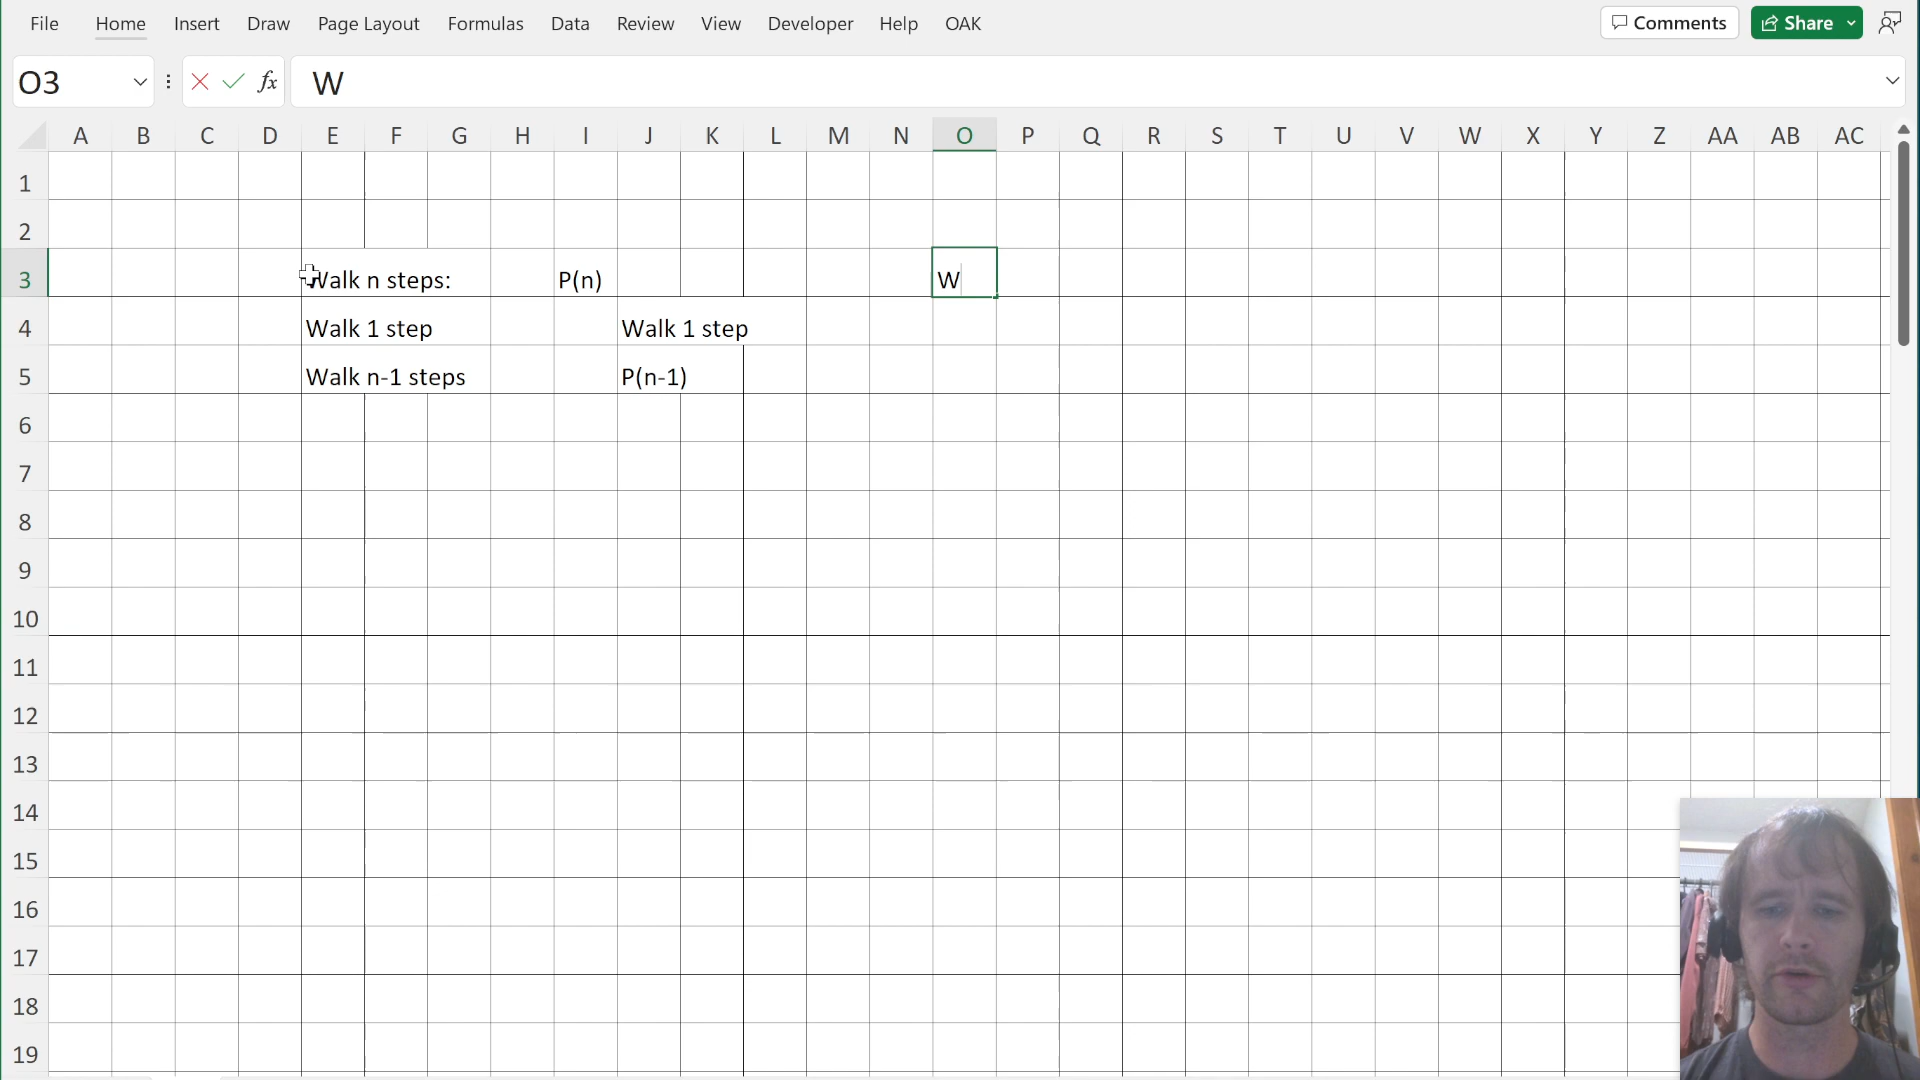 File Home Insert Draw Page Layout Formulas Data Review View Developer Help OAK Comments Share
O3 fx W
A B C D E F G H I J K L M N O P Q R S T U V W X Y Z AA AB AC
1
2
3 Walk n steps: P(n) W
4 Walk 1 step Walk 1 step
5 Walk n-1 steps P(n-1)
6
7
8
9
10
11
12
13
14
15
16
17
18
19